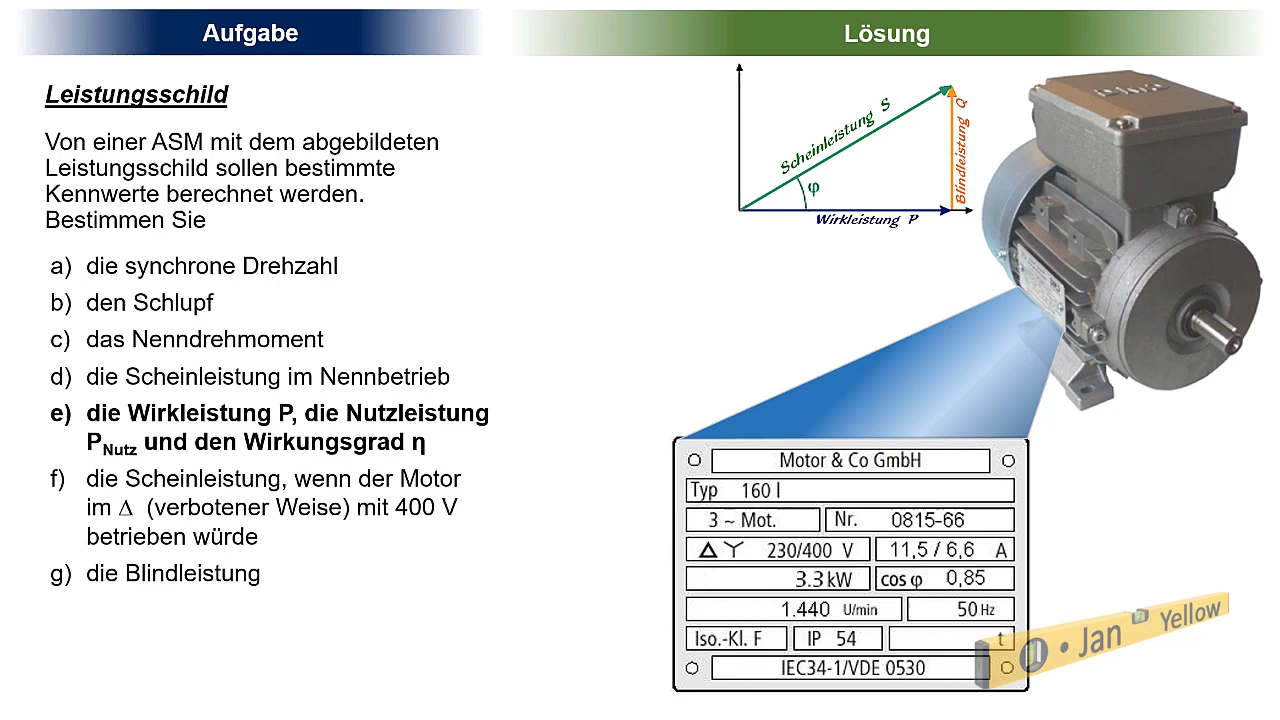 Aufgabe
Lösung
Leistungsschild
Von einer ASM mit dem abgebildeten
Leistungsschild sollen bestimmte
Kennwerte berechnet werden.
Bestimmen Sie
a) die synchrone Drehzahl
b) den Schlupf
c) das Nenndrehmoment
d) die Scheinleistung im Nennbetrieb
e) die Wirkleistung P, die Nutzleistung
PNutz und den Wirkungsgrad η
f) die Scheinleistung, wenn der Motor
im Δ (verbotener Weise) mit 400 V
betrieben würde
g) die Blindleistung
Scheinleistung S
φ
Blindleistung Q
Wirkleistung P
Motor & Co GmbH
Typ 160 l
3 ~ Mot. Nr. 0815-66
Δ Y 230/400 V 11,5 / 6,6 A
3.3 kW cos φ 0,85
1.440 U/min 50 Hz
Iso.-Kl. F IP 54 t
IEC34-1/VDE 0530
Jan Yellow